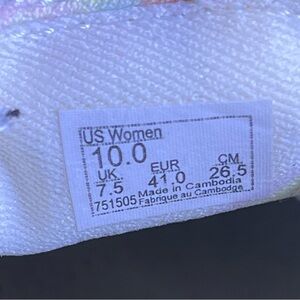 US Women
10.0
UK EUR CM
7.5 41.0 26.5
Made in Cambodia
751505 Fabrique au Cambodge